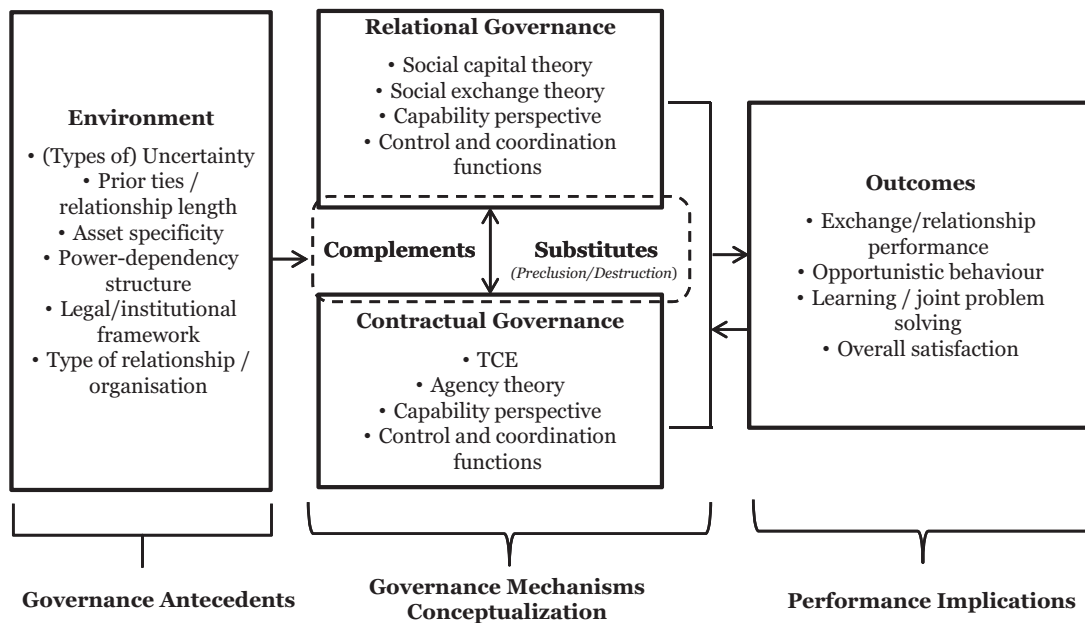 Environment
• (Types of) Uncertainty
• Prior ties /
relationship length
• Asset specificity
• Power-dependency
structure
• Legal/institutional
framework
• Type of relationship /
organisation
Relational Governance
• Social capital theory
• Social exchange theory
• Capability perspective
• Control and coordination
functions
Complements
Substitutes
(Preclusion/Destruction)
Contractual Governance
• TCE
• Agency theory
• Capability perspective
• Control and coordination
functions
Outcomes
• Exchange/relationship
performance
• Opportunistic behaviour
• Learning / joint problem
solving
• Overall satisfaction
Governance Antecedents
Governance Mechanisms
Conceptualization
Performance Implications